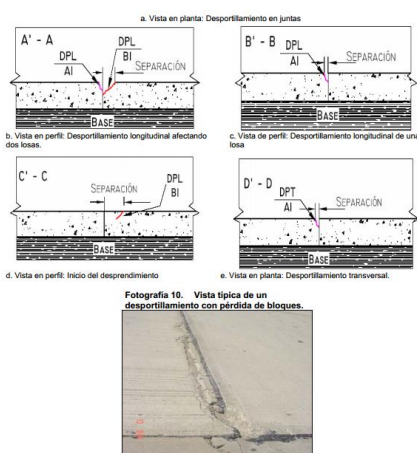 a. Vista en planta: Desportillamiento en juntas
A' - A
DPL
AI
DPL
BI
SEPARACIÓN
BASE
B' - B
DPL
AI
SEPARACIÓN
BASE
b. Vista en perfil: Desportillamiento longitudinal afectando
dos losas.
c. Vista de perfil: Desportillamiento longitudinal de una
losa
C' - C
SEPARACIÓN
DPL
BI
BASE
D' - D
DPT
AI
SEPARACIÓN
BASE
d. Vista en perfil: Inicio del desprendimiento
e. Vista en planta: Desportillamiento transversal.
Fotografía 10. Vista típica de un
desportillamiento con pérdida de bloques.